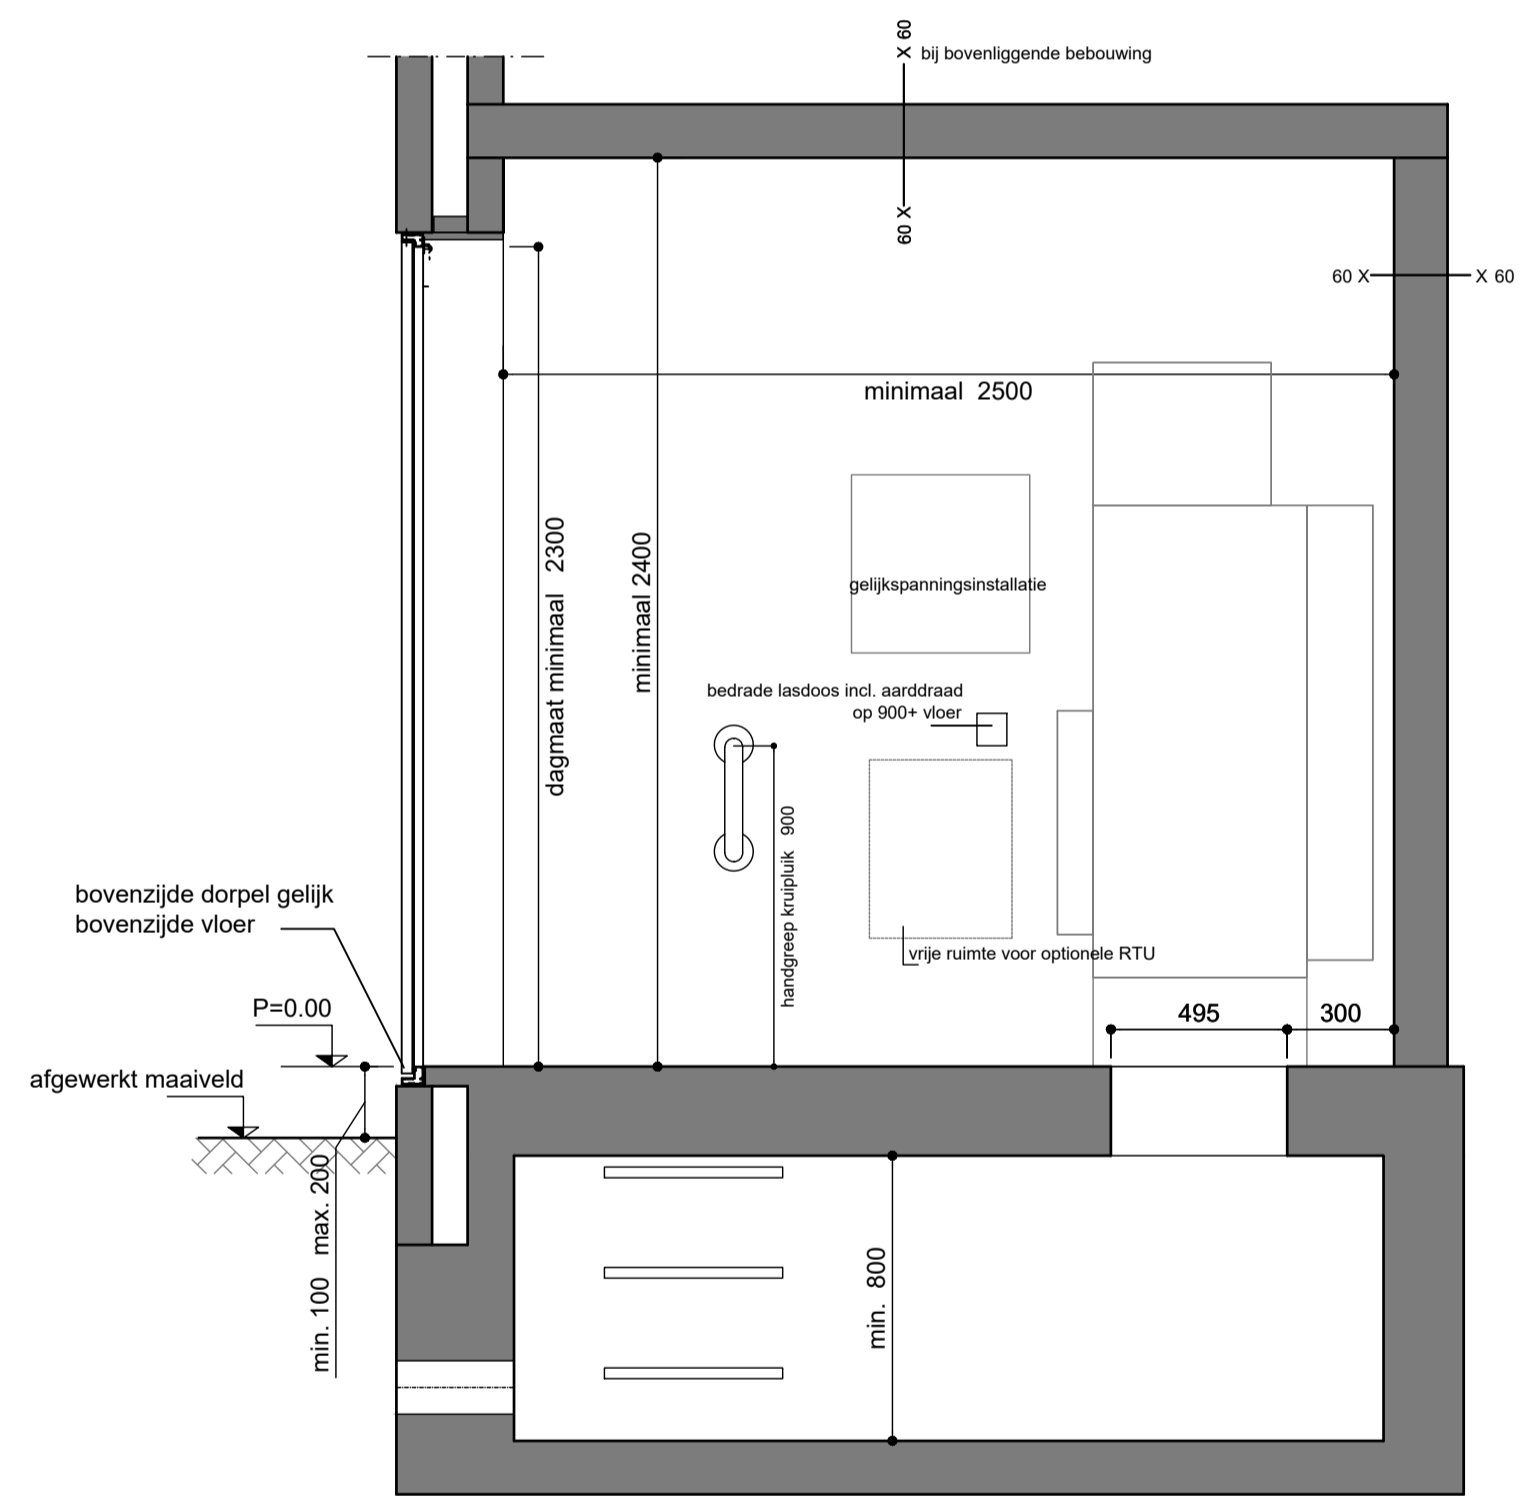 X 60
bij bovenliggende bebouwing
60 X
60 X
X 60
minimaal 2500
dagmaat minimaal 2300
minimaal 2400
gelijkspanningsinstallatie
bedrade lasdoos incl. aarddraad
op 900+ vloer
handgreep kruipluik 900
bovenzijde dorpel gelijk
bovenzijde vloer
vrije ruimte voor optionele RTU
P=0.00
495
300
afgewerkt maaiveld
min. 100 max. 200
min. 800